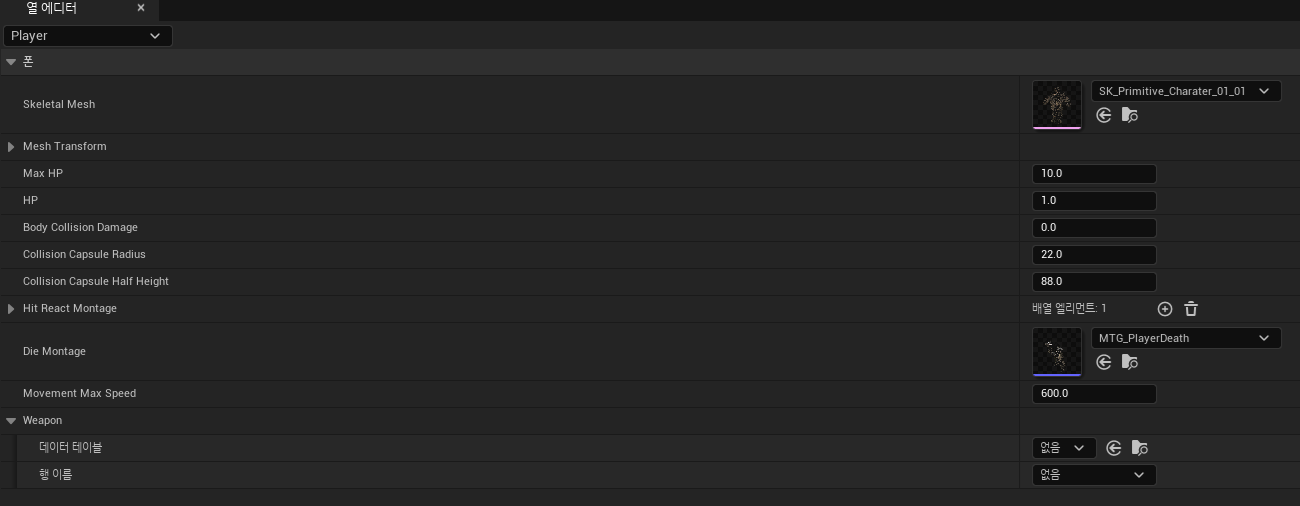 열 에디터
Player
폰
Skeletal Mesh
SK_Primitive_Charater_01_01
Mesh Transform
Max HP 10.0
HP 1.0
Body Collision Damage 0.0
Collision Capsule Radius 22.0
Collision Capsule Half Height 88.0
Hit React Montage 배열 엘리먼트: 1
Die Montage
MTG_PlayerDeath
Movement Max Speed 600.0
Weapon
데이터 테이블 없음
행 이름 없음